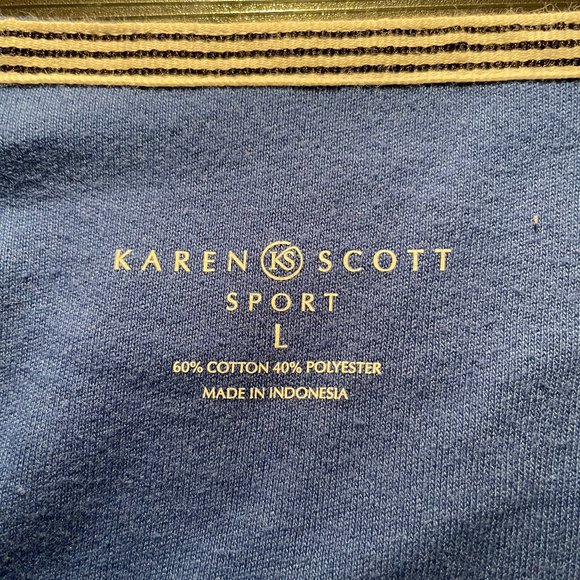 KAREN KS SCOTT
SPORT
L
60% COTTON 40% POLYESTER
MADE IN INDONESIA